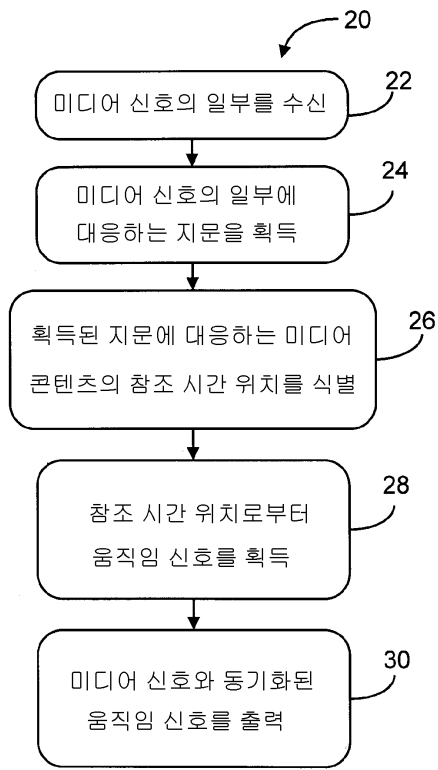 20
미디어 신호의 일부를 수신
22
미디어 신호의 일부에
대응하는 지문을 획득
24
획득된 지문에 대응하는 미디어
콘텐츠의 참조 시간 위치를 식별
26
참조 시간 위치로부터
움직임 신호를 획득
28
미디어 신호와 동기화된
움직임 신호를 출력
30